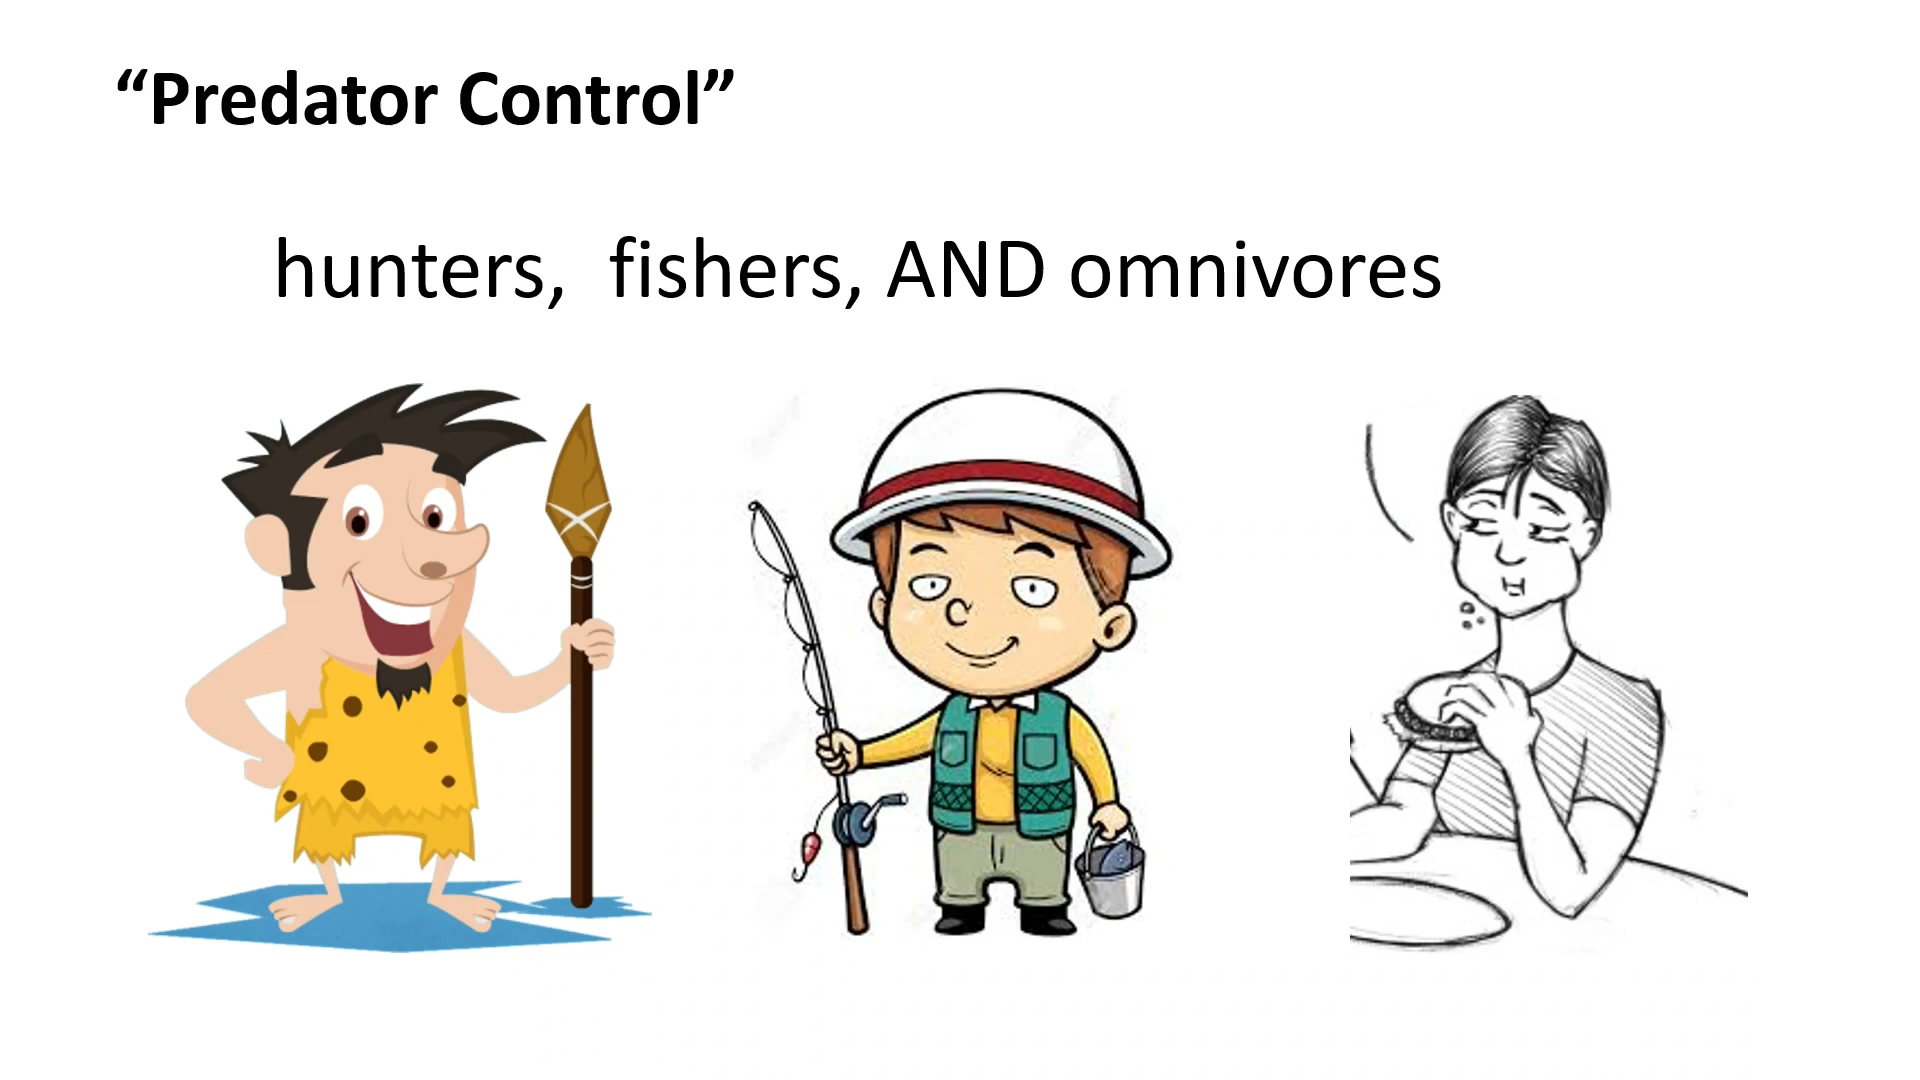 “Predator Control”
hunters,  fishers, AND omnivores